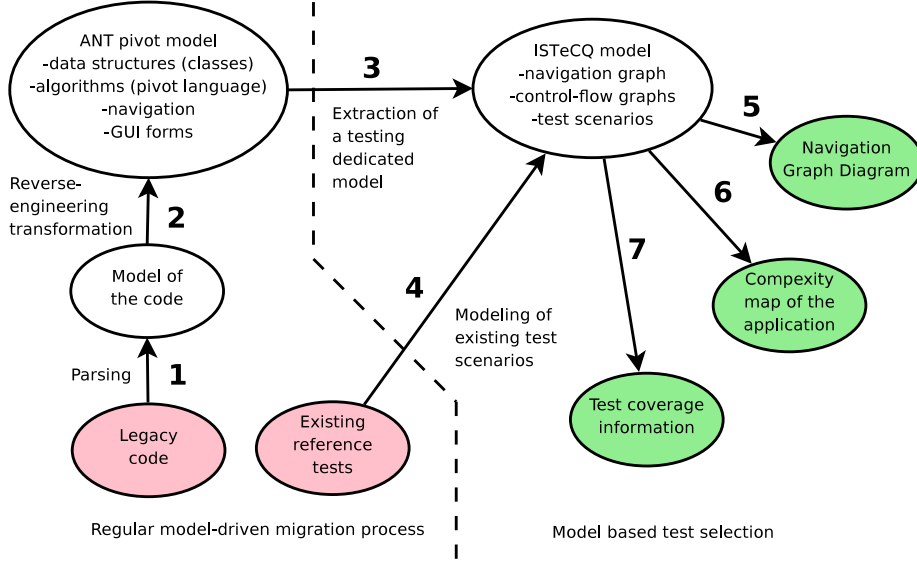 ANT pivot model
-data structures (classes)
-algorithms (pivot language)
-navigation
-GUI forms
3
Extraction of
a testing
dedicated
model
ISTeCQ model
-navigation graph
-control-flow graphs
-test scenarios
5
Navigation
Graph Diagram
Reverse-
engineering
transformation
2
6
7
Model of
the code
4
Modeling of
existing test
scenarios
Compexity
map of the
application
Parsing
1
Legacy
code
Existing
reference
tests
Test coverage
information
Regular model-driven migration process
Model based test selection